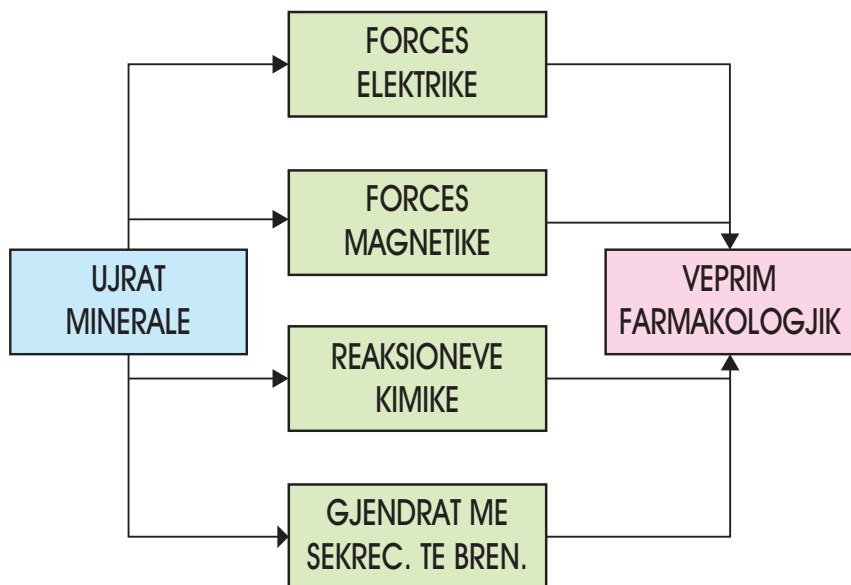 FORCES
ELEKTRIKE
FORCES
MAGNETIKE
UJRAT
MINERALE
VEPRIM
FARMAKOLOGJIK
REAKSIONEVE
KIMIKE
GJENDRAT ME
SEKREC. TE BREN.